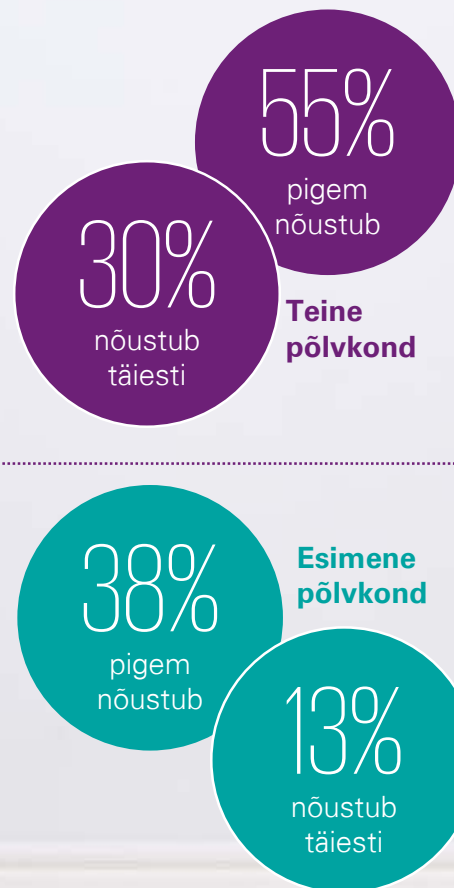 55%
pigem
nõustub
30%
nõustub
täiesti
Teine
põlvkond
38%
pigem
nõustub
Esimene
põlvkond
13%
nõustub
täiesti